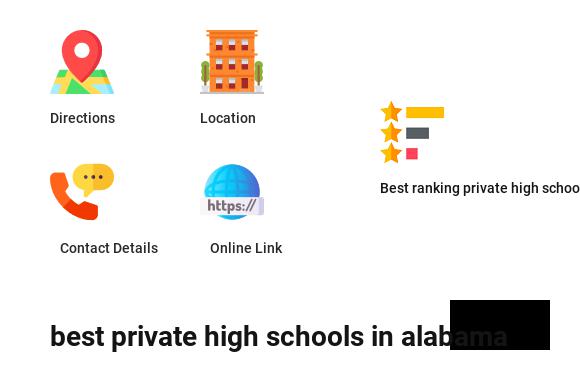 Directions
Location
Best ranking private high schoo
Contact Details
Online Link
https://
best private high schools in alabama